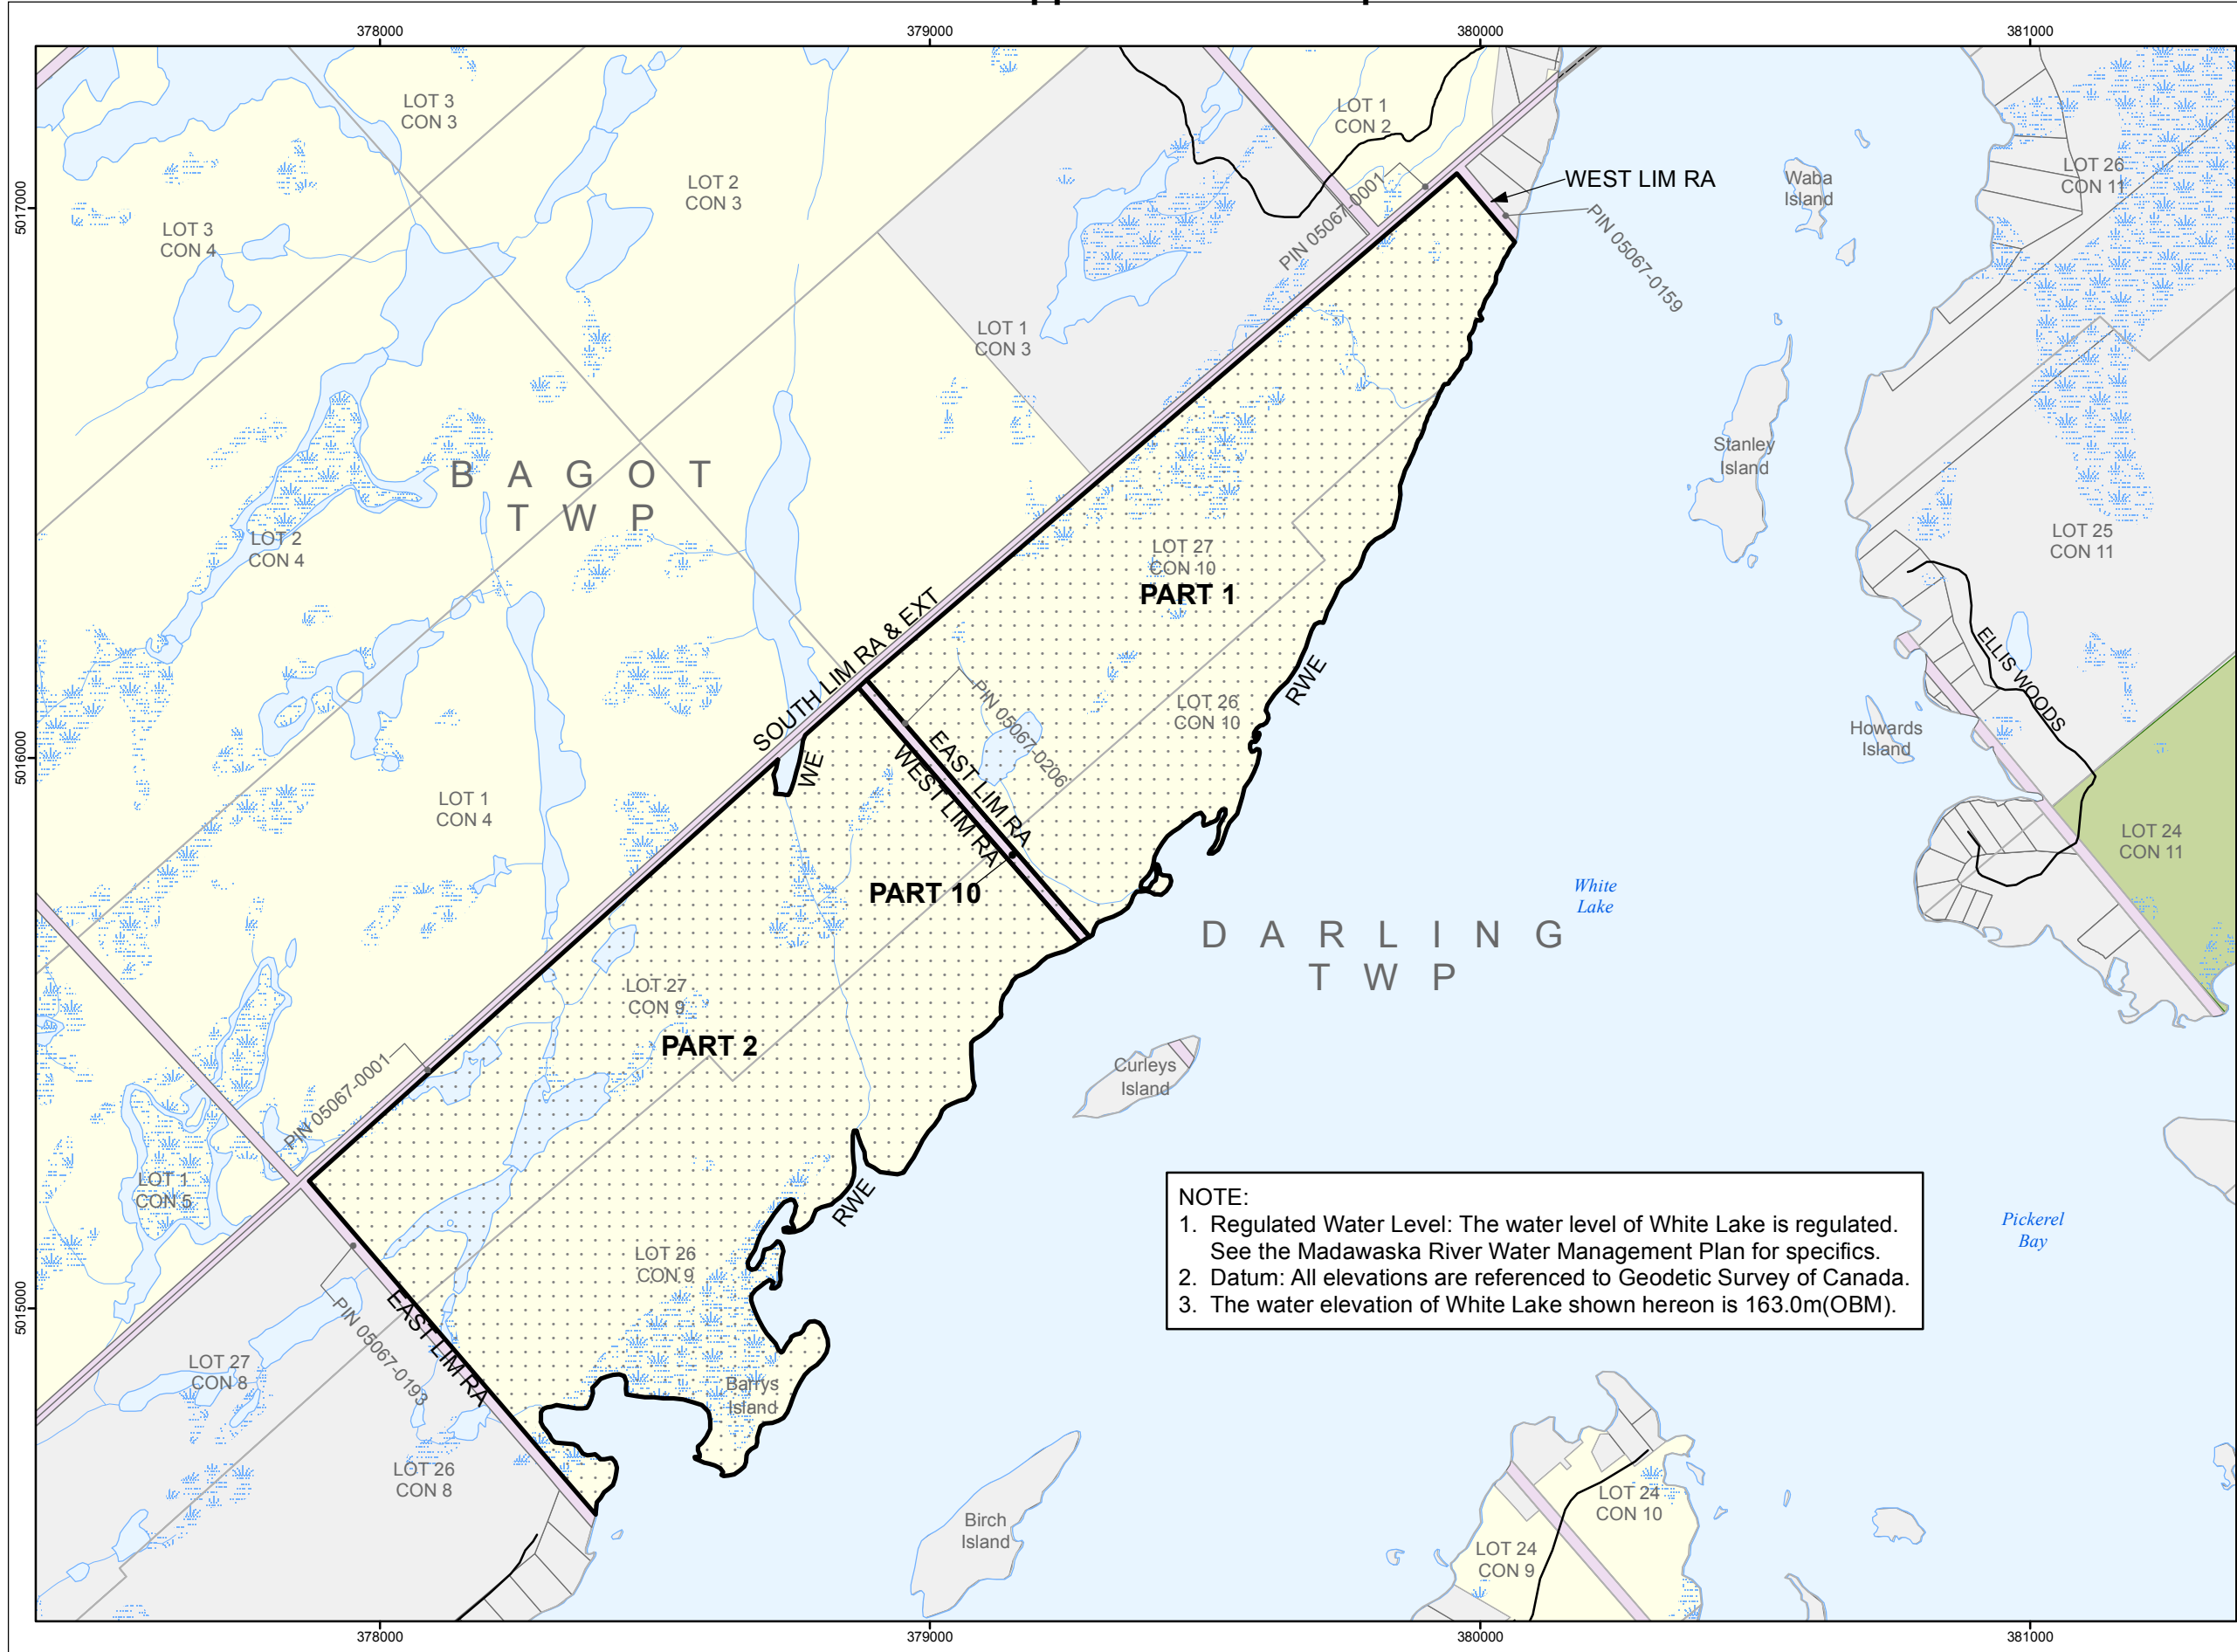 378000
379000
380000
381000
5017000
5016000
5015000
LOT 3
CON 3
LOT 3
CON 4
LOT 2
CON 3
LOT 1
CON 2
LOT 1
CON 3
PIN 05067-0001
WEST LIM RA
PIN 05067-0159
Waba
Island
LOT 26
CON 11
Stanley
Island
B A G O T
T W P
LOT 2
CON 4
LOT 27
CON 10
PART 1
LOT 25
CON 11
SOUTH LIM RA & EXT
ELLIS WOODS
RWE
LOT 26
CON 10
PIN 05067-0206
EAST LIM RA
WEST LIM RA
WE
Howards
Island
LOT 1
CON 4
LOT 24
CON 11
PART 10
White
Lake
D A R L I N G
T W P
LOT 27
CON 9
PART 2
Curleys
Island
PIN 05067-0001
LOT 1
CON 5
RWE
LOT 26
CON 9
NOTE:
1. Regulated Water Level: The water level of White Lake is regulated.
See the Madawaska River Water Management Plan for specifics.
2. Datum: All elevations are referenced to Geodetic Survey of Canada.
3. The water elevation of White Lake shown hereon is 163.0m(OBM).
Pickerel
Bay
EAST LIM RA
PIN 05067-0193
LOT 27
CON 8
Barrys
Island
LOT 26
CON 8
Birch
Island
LOT 24
CON 10
LOT 24
CON 9
378000
379000
380000
381000